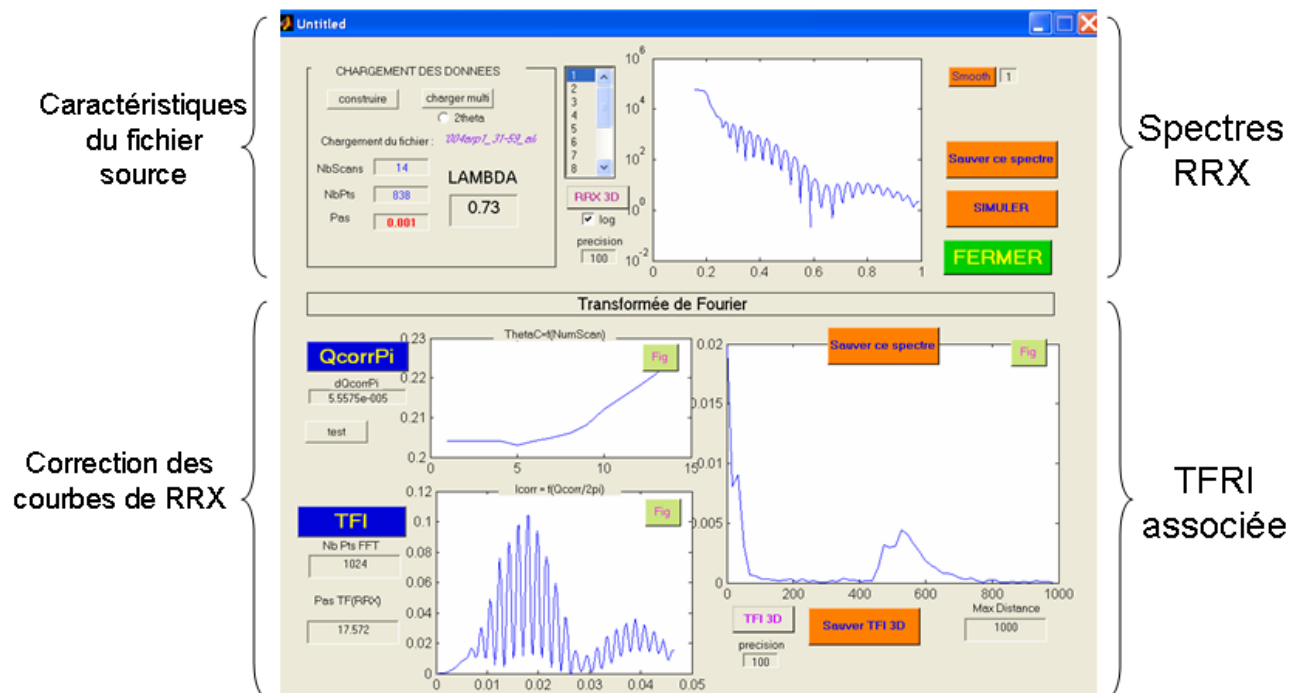 Untitled
Caractéristiques
du fichier
source
CHARGEMENT DES DONNEES
construire
charger multi
2theta
Chargement du fichier :
NbScans
14
NbPts
838
Pas
0.001
LAMBDA
0.73
1
2
3
4
5
6
7
8
RRX 3D
log
precision
100
10^6
10^4
10^2
10^0
10^-2
0 0.2 0.4 0.6 0.8 1
Smooth 1
Sauver ce spectre
SIMULER
FERMER
Spectres
RRX
Transformée de Fourier
Correction des
courbes de RRX
QcorrPi
dQcorrPi
5.5575e-005
test
ThetaC=f(NumScan)
Fig
0.23
0.22
0.21
0.2
0 5 10 15
TFI
Nb Pts FFT
1024
Pas TF(RRX)
17.572
Icorr = f(Qcorr/2pi)
Fig
0.12
0.1
0.08
0.06
0.04
0.02
0
0 0.01 0.02 0.03 0.04 0.05
Sauver ce spectre
Fig
0.02
0.015
0.01
0.005
0
0 200 400 600 800 1000
TFI 3D
precision
100
Sauver TFI 3D
Max Distance
1000
TFRI
associée